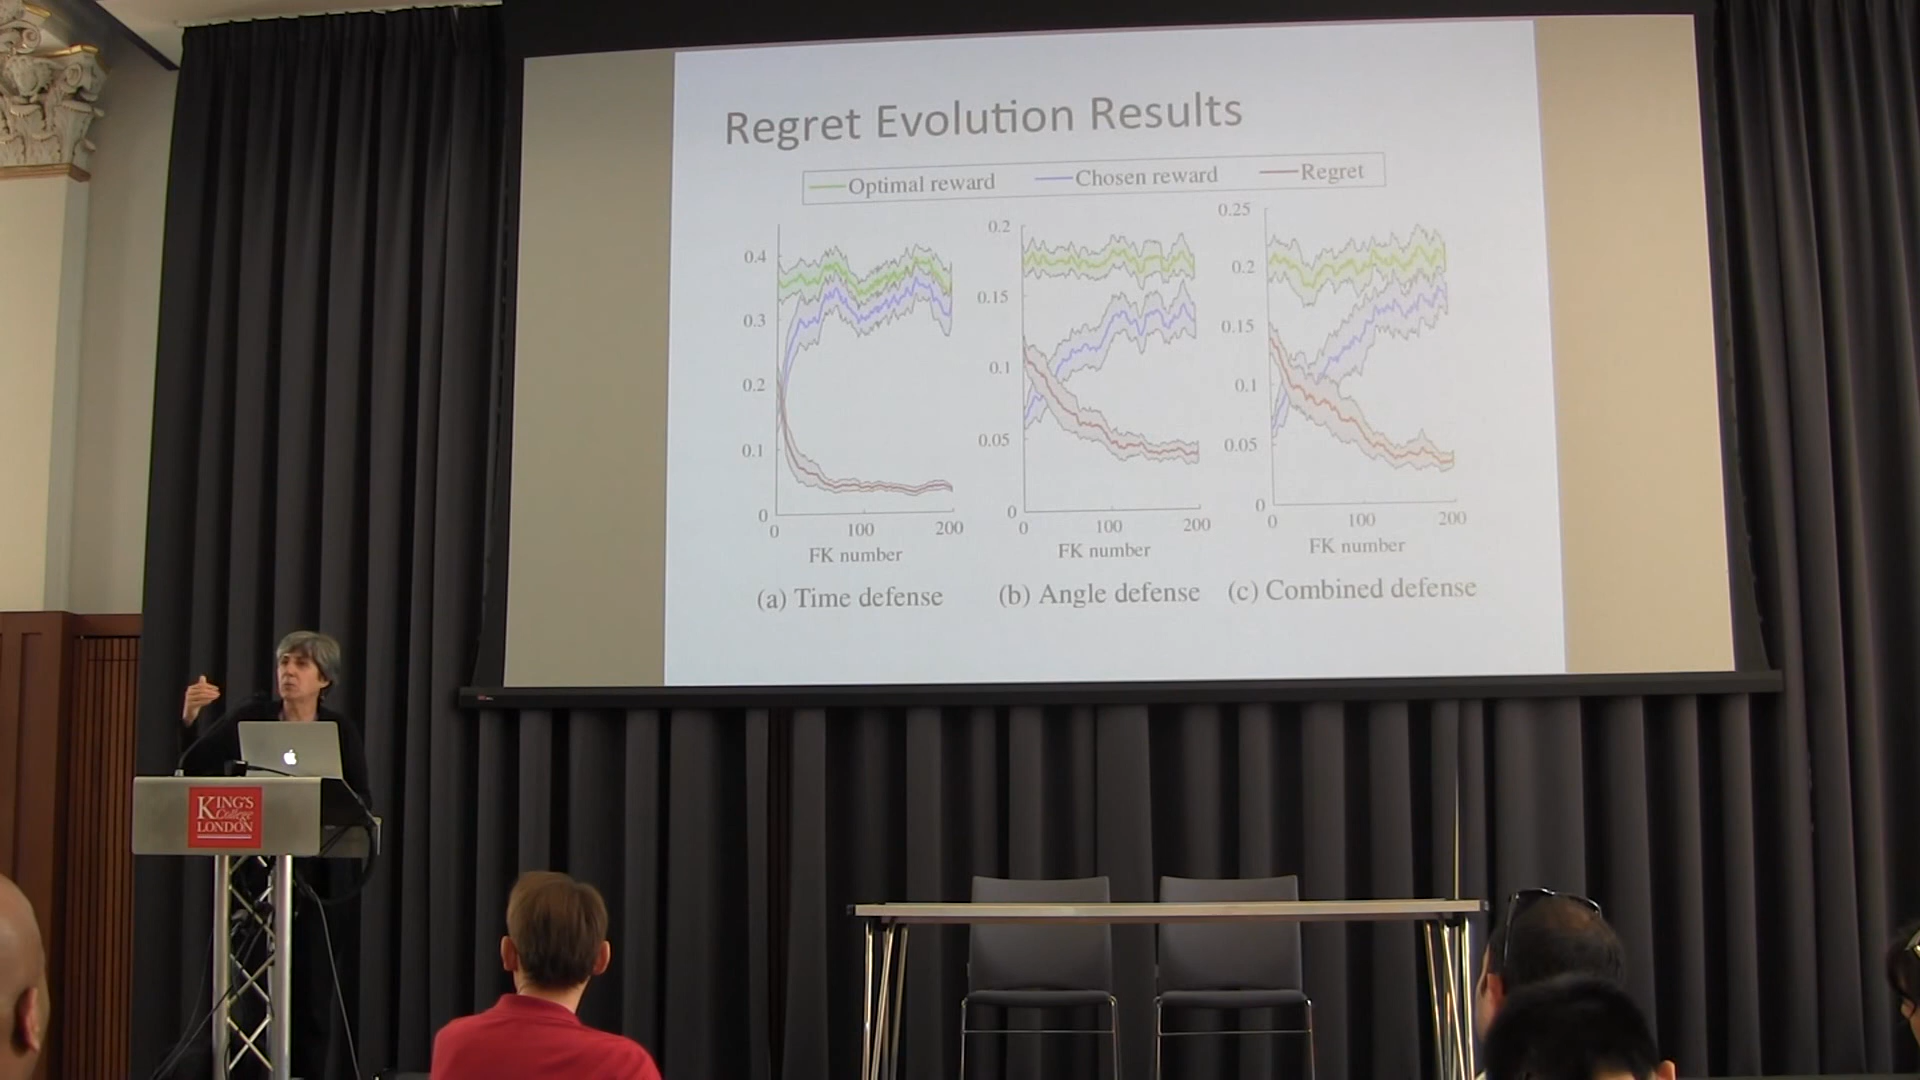 Regret Evolution Results
Optimal reward Chosen reward Regret
0.4
0.3
0.2
0.1
0
0 100 200
FK number
(a) Time defense
0.2
0.15
0.1
0.05
0
0 100 200
FK number
(b) Angle defense
0.25
0.2
0.15
0.1
0.05
0
0 100 200
FK number
(c) Combined defense
KING'S
College
LONDON